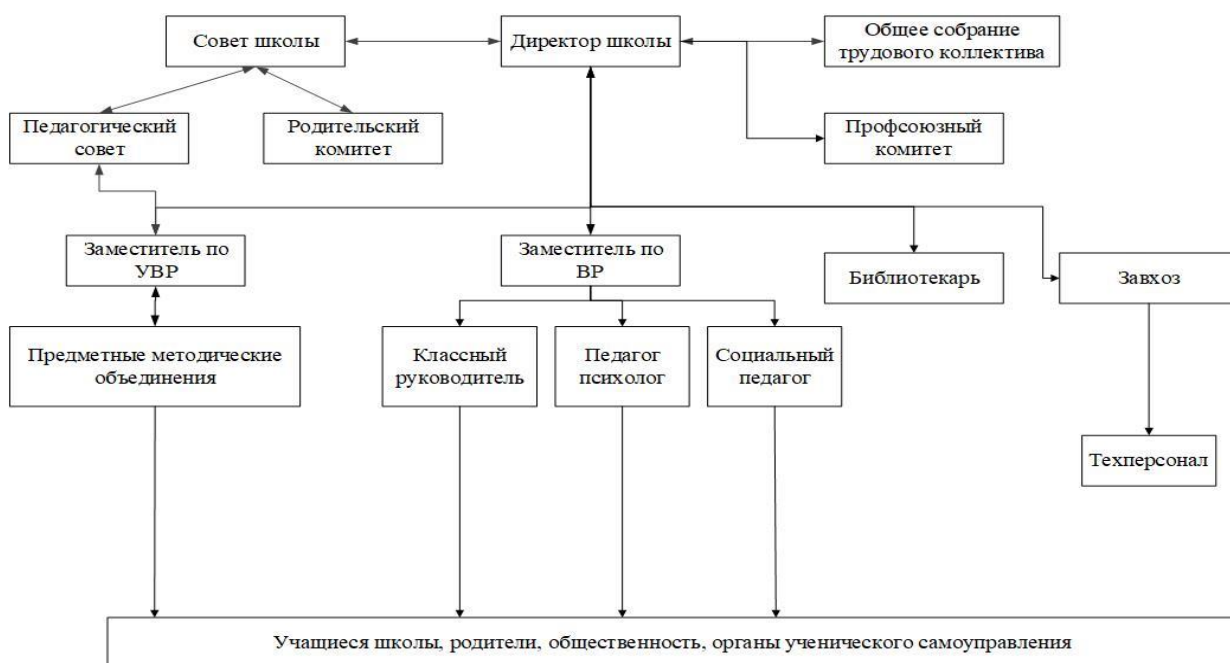 Совет школы
Директор школы
Общее собрание
трудового коллектива
Педагогический
совет
Родительский
комитет
Профсоюзный
комитет
Заместитель по
УВР
Заместитель по
ВР
Библиотекарь
Завхоз
Предметные методические
объединения
Классный
руководитель
Педагог
психолог
Социальный
педагог
Техперсонал
Учащиеся школы, родители, общественность, органы ученического самоуправления